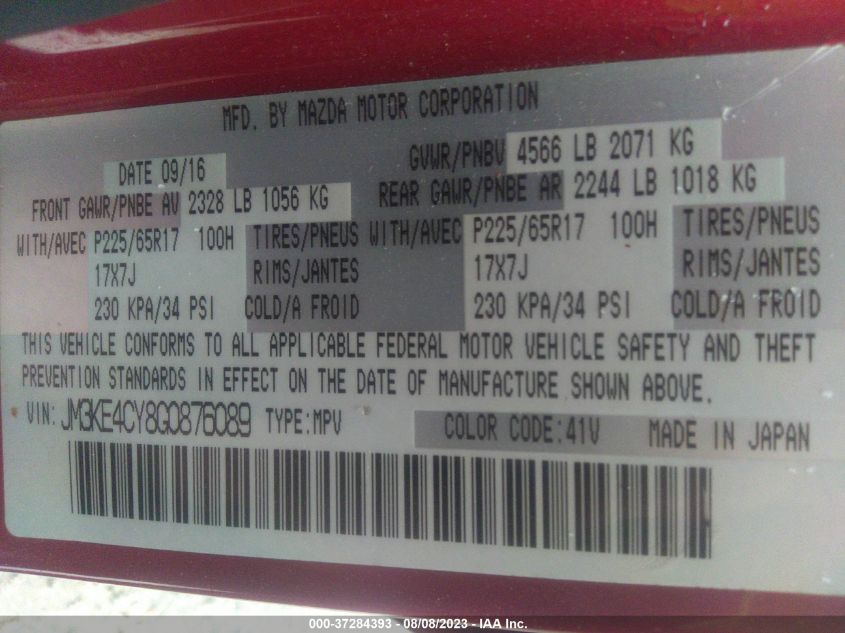 MFD. BY MAZDA MOTOR CORPORATION
DATE 09/16 GVWR/PNBV 4566 LB 2071 KG
FRONT GAWR/PNBE AV 2328 LB 1056 KG REAR GAWR/PNBE AR 2244 LB 1018 KG
WITH/AVEC P225/65R17 100H TIRES/PNEUS WITH/AVEC P225/65R17 100H TIRES/PNEUS
17X7J RIMS/JANTES 17X7J RIMS/JANTES
230 KPA/34 PSI COLD/A FROID 230 KPA/34 PSI COLD/A FROID
THIS VEHICLE CONFORMS TO ALL APPLICABLE FEDERAL MOTOR VEHICLE SAFETY AND THEFT
PREVENTION STANDARDS IN EFFECT ON THE DATE OF MANUFACTURE SHOWN ABOVE.
VIN: JM3KE4CY8G0876089 TYPE:MPV COLOR CODE:41V MADE IN JAPAN
000-37284393 - 08/08/2023 - IAA Inc.